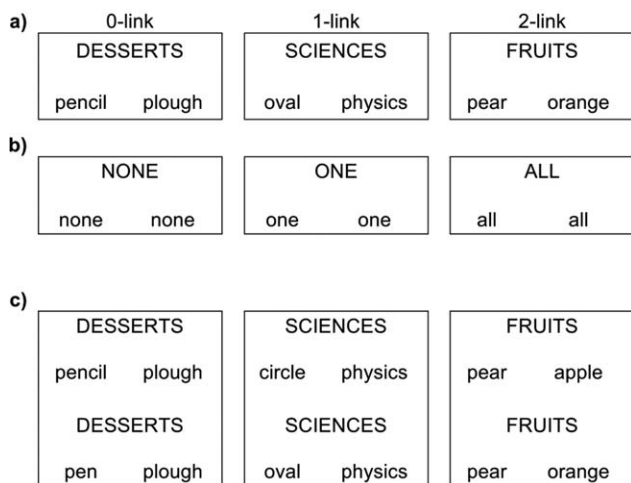 0-link 1-link 2-link
a)
DESSERTS SCIENCES FRUITS
pencil plough oval physics pear orange
b)
NONE ONE ALL
none none one one all all
c)
DESSERTS SCIENCES FRUITS
pencil plough circle physics pear apple
DESSERTS SCIENCES FRUITS
pen plough oval physics pear orange